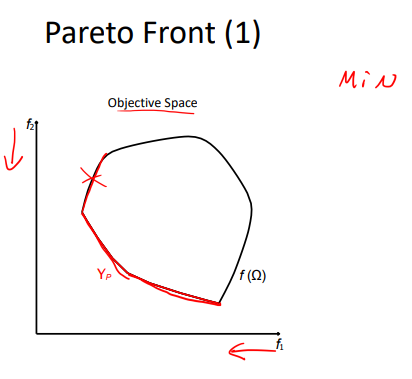 Pareto Front (1)
MiN
Objective Space
f₂
Y_P
f (Ω)
f₁